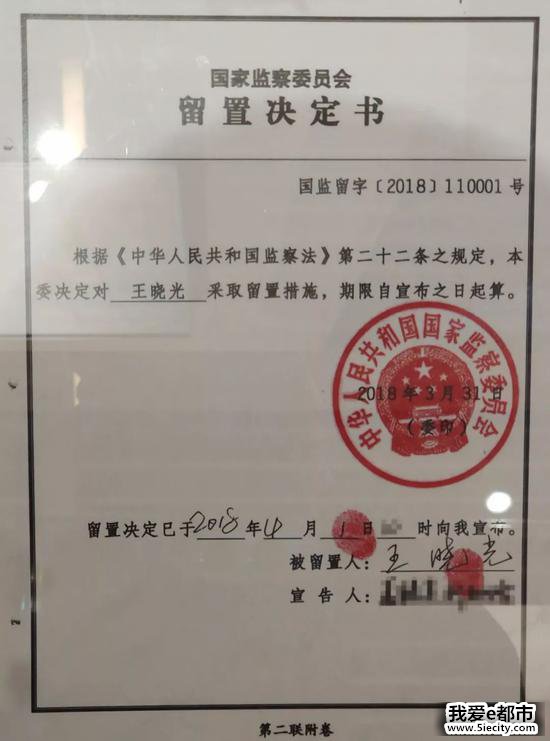 国家监察委员会
留置决定书
国监留字〔2018〕110001号
根据《中华人民共和国监察法》第二十二条之规定，本
委决定对 王晓光 采取留置措施，期限自宣布之日起算。
中华人民共和国国家监察委员会
2018年3月31日
（委印）
留置决定已于2018年4月1日 时向我宣布。
被留置人：王晓光
宣告人：
第二联附卷
我爱e都市
www.5iecity.com